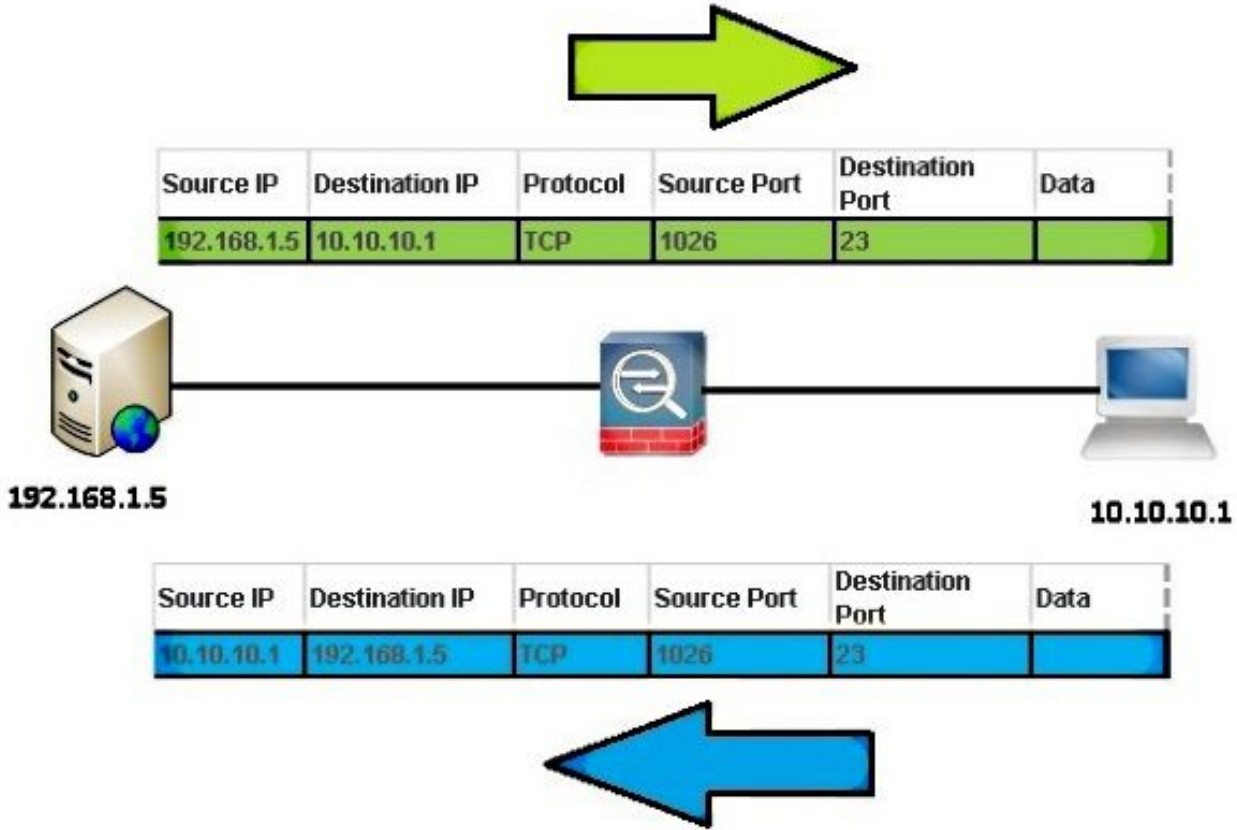 Source IP Destination IP Protocol Source Port Destination Port Data
192.168.1.5 10.10.10.1 TCP 1026 23
192.168.1.5
10.10.10.1
Source IP Destination IP Protocol Source Port Destination Port Data
10.10.10.1 192.168.1.5 TCP 1026 23